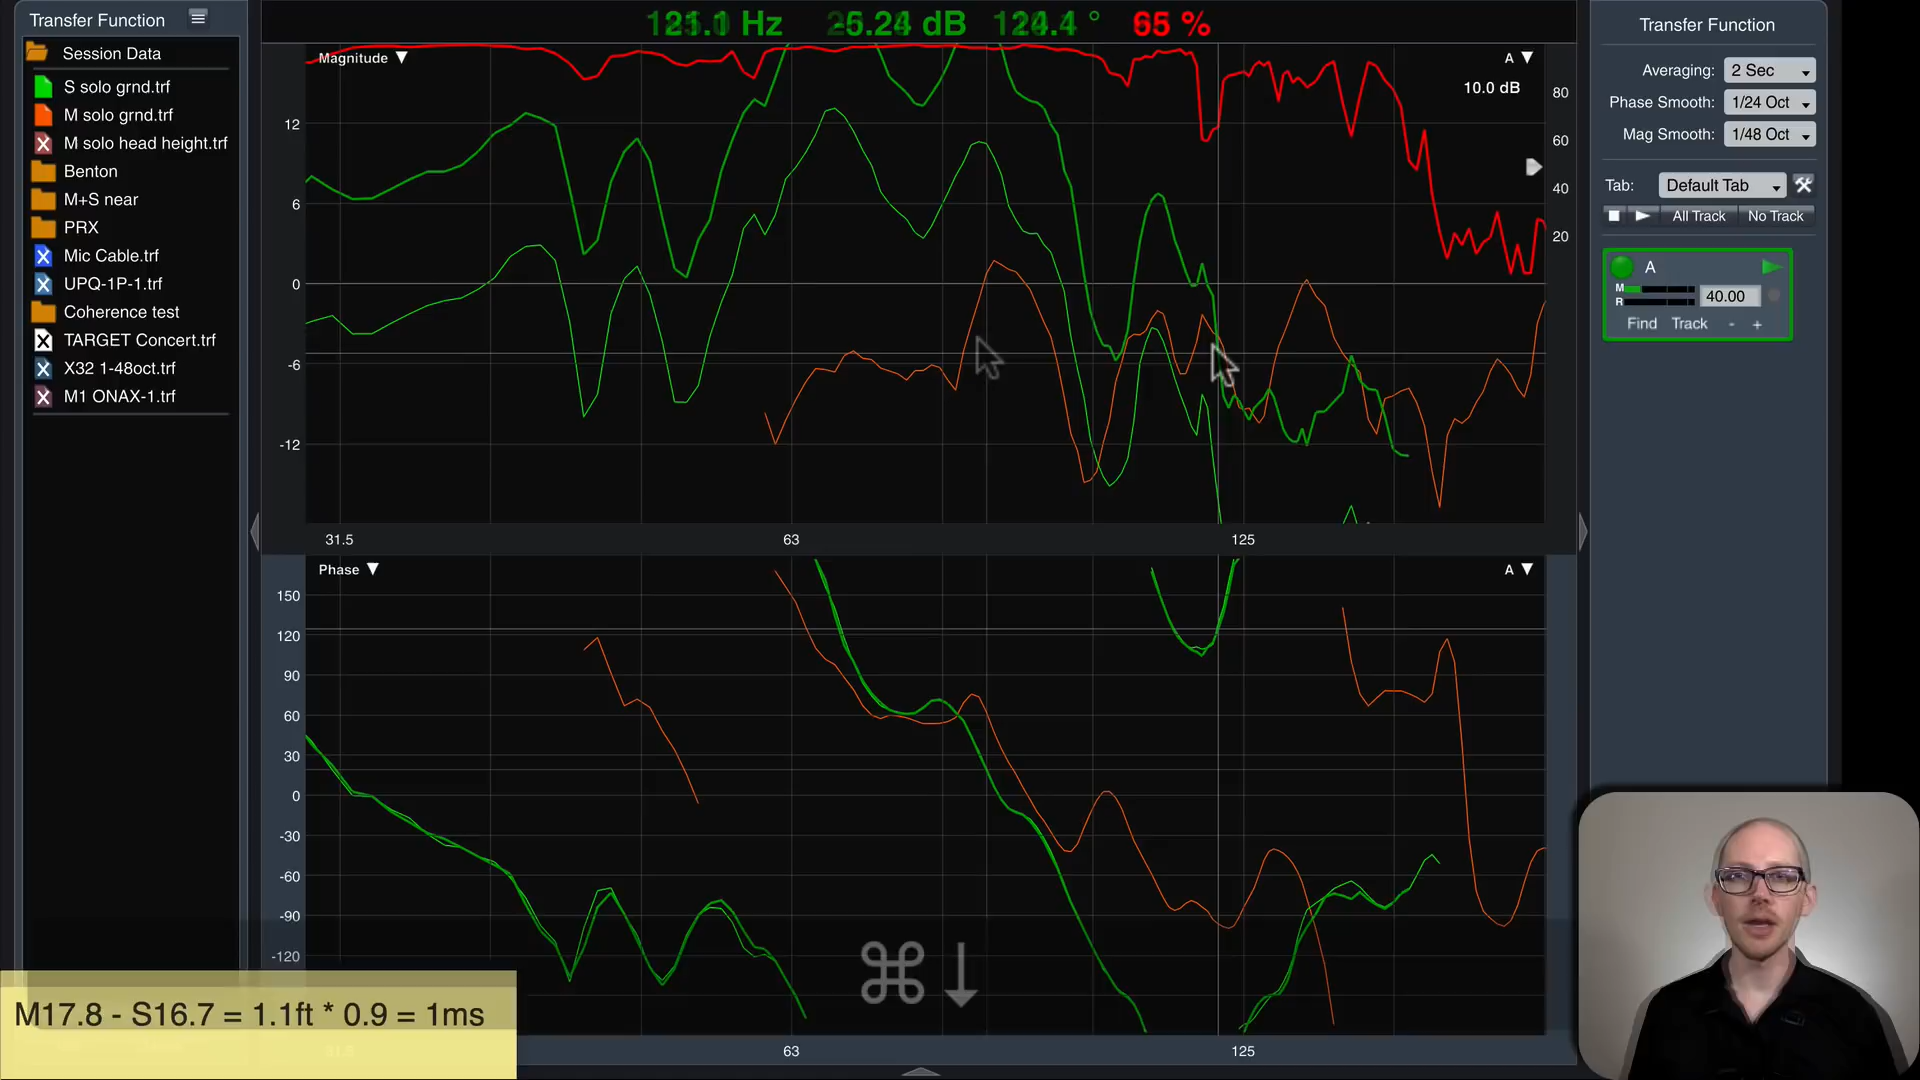 Transfer Function
Session Data
S solo grnd.trf
M solo grnd.trf
M solo head height.trf
Benton
M+S near
PRX
Mic Cable.trf
UPQ-1P-1.trf
Coherence test
TARGET Concert.trf
X32 1-48oct.trf
M1 ONAX-1.trf
Hz
25.24 dB
124.4 °
65 %
Magnitude ▼
A ▼
10.0 dB
12
6
0
-6
-12
80
60
40
20
31.5
63
125
Phase ▼
A ▼
150
120
90
60
30
0
-30
-60
-90
-120
63
125
⌘↓
M17.8 - S16.7 = 1.1ft * 0.9 = 1ms
Transfer Function
Averaging: 2 Sec
Phase Smooth: 1/24 Oct
Mag Smooth: 1/48 Oct
Tab: Default Tab
All Track No Track
A
M
R
40.00
Find Track - +